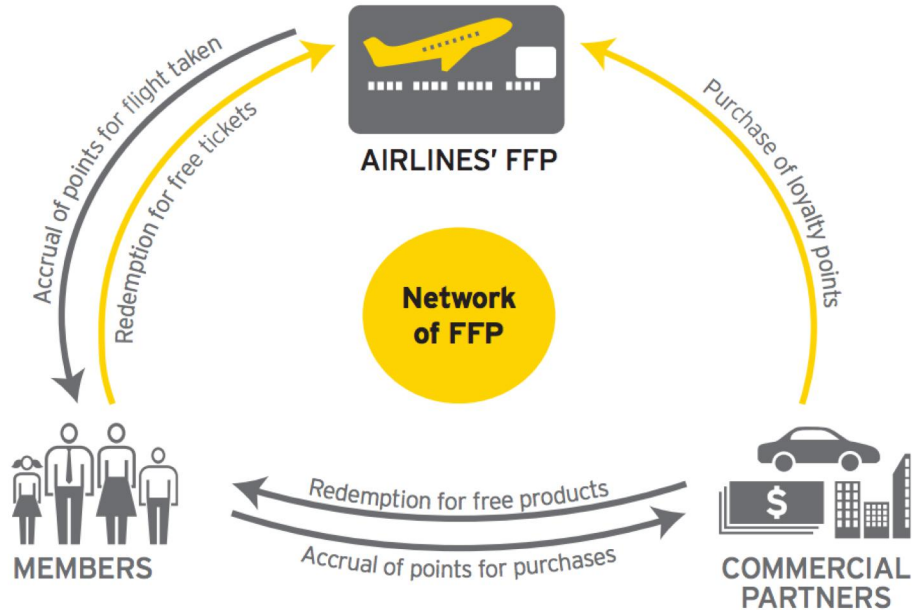 Accrual of points for flight taken
Redemption for free tickets
AIRLINES' FFP
Purchase of loyalty points
Network
of FFP
$
Redemption for free products
Accrual of points for purchases
MEMBERS
COMMERCIAL
PARTNERS